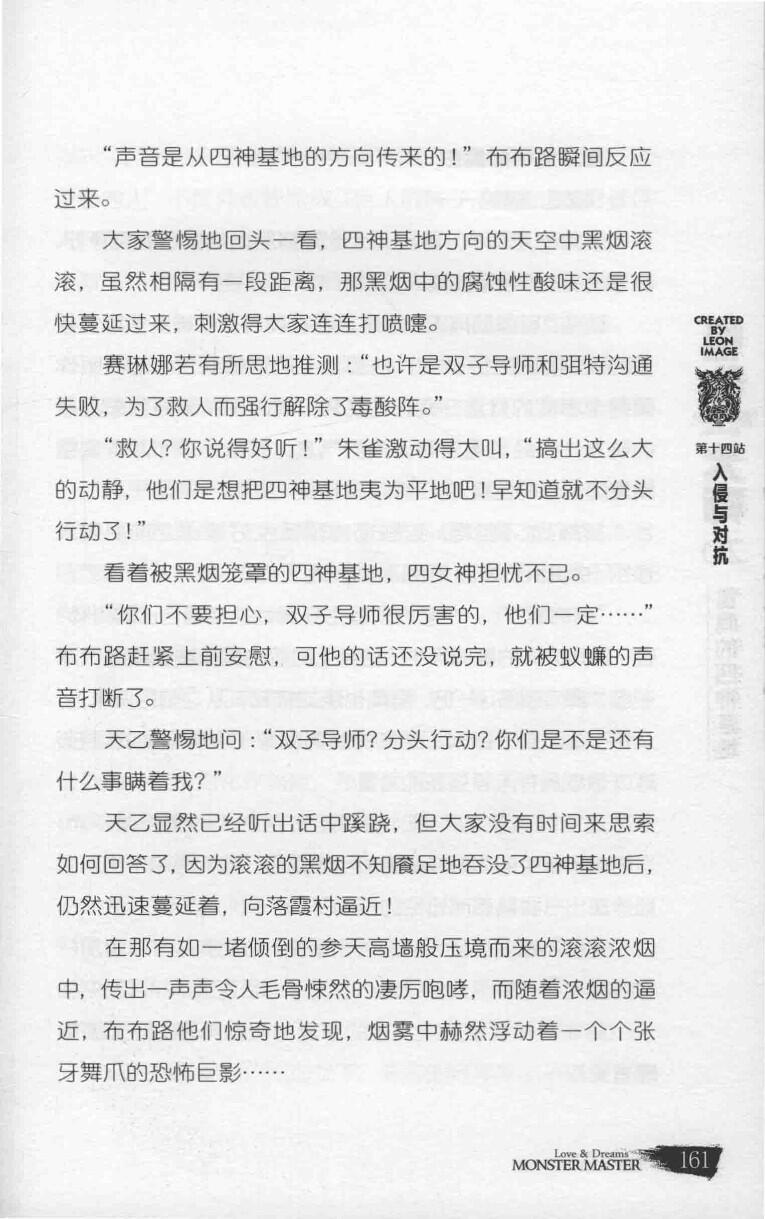 “声音是从四神基地的方向传来的！”布布路瞬间反应
过来。
大家警惕地回头一看，四神基地方向的天空中黑烟滚
滚，虽然相隔有一段距离，那黑烟中的腐蚀性酸味还是很
快蔓延过来，刺激得大家连连打喷嚏。
赛琳娜若有所思地推测：“也许是双子导师和弭特沟通
失败，为了救人而强行解除了毒酸阵。”
“救人？你说得好听！”朱雀激动得大叫，“搞出这么大
的动静，他们是想把四神基地夷为平地吧！早知道就不分头
行动了！”
看着被黑烟笼罩的四神基地，四女神担忧不已。
“你们不要担心，双子导师很厉害的，他们一定……”
布布路赶紧上前安慰，可他的话还没说完，就被蚁蠊的声
音打断了。
天乙警惕地问：“双子导师？分头行动？你们是不是还有
什么事瞒着我？”
天乙显然已经听出话中蹊跷，但大家没有时间来思索
如何回答了，因为滚滚的黑烟不知餍足地吞没了四神基地后，
仍然迅速蔓延着，向落霞村逼近！
在那有如一堵倾倒的参天高墙般压境而来的滚滚浓烟
中，传出一声声令人毛骨悚然的凄厉咆哮，而随着浓烟的逼
近，布布路他们惊奇地发现，烟雾中赫然浮动着一个个张
牙舞爪的恐怖巨影……
CREATED
BY
LEON
IMAGE
第十四站
入侵与对抗
Love & Dreams
MONSTER MASTER
161